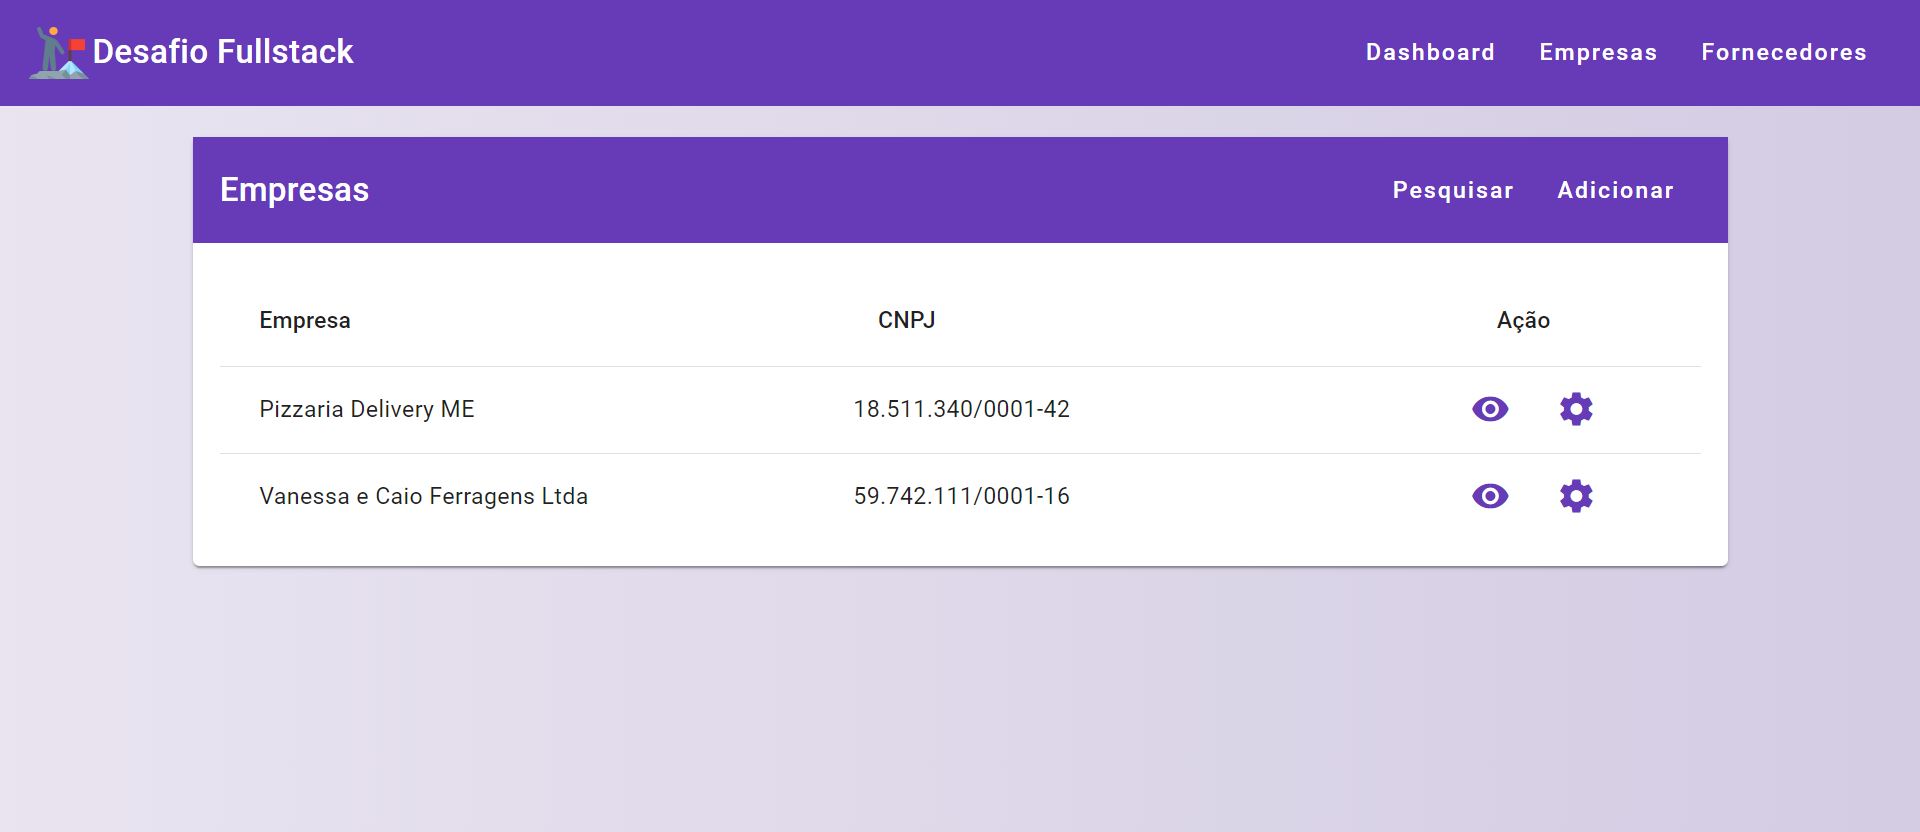 Desafio Fullstack Dashboard Empresas Fornecedores
Empresas Pesquisar Adicionar
Empresa CNPJ Ação
Pizzaria Delivery ME 18.511.340/0001-42
Vanessa e Caio Ferragens Ltda 59.742.111/0001-16